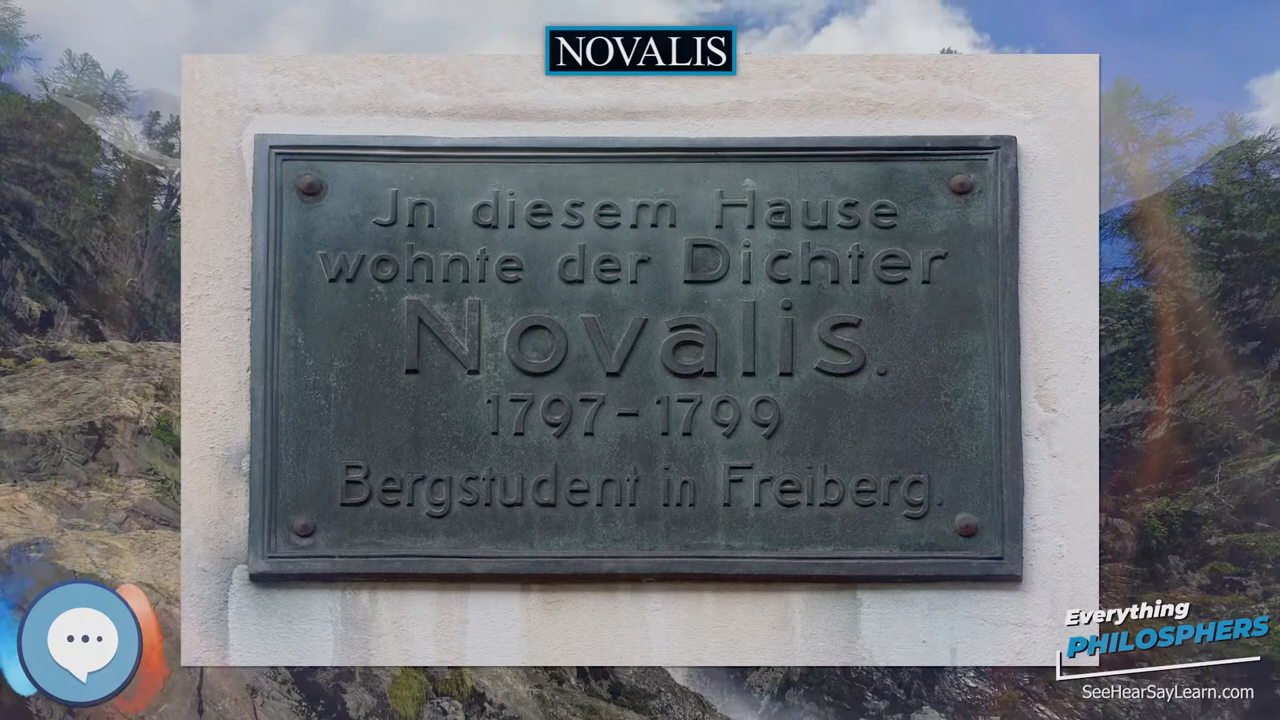 NOVALIS
Jn diesem Hause
wohnte der Dichter
Novalis.
1797-1799
Bergstudent in Freiberg.
Everything
PHILOSPHERS
SeeHearSayLearn.com